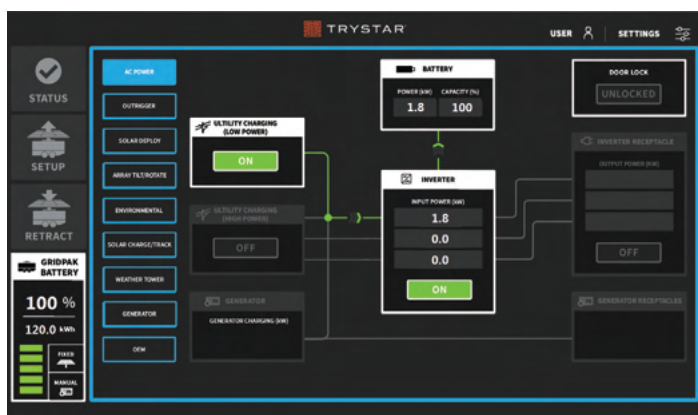 TRYSTAR
USER
SETTINGS
STATUS
SETUP
RETRACT
GRIDPAK
BATTERY
100 %
120.0 kWh
FIXED
MANUAL
AC POWER
OUTRIGGER
SOLAR DEPLOY
ARRAY TILT/ROTATE
ENVIRONMENTAL
SOLAR CHARGE/TRACK
WEATHER TOWER
GENERATOR
OEM
ULTILITY CHARGING
(LOW POWER)
ON
ULTILITY CHARGING
(HIGH POWER)
OFF
GENERATOR
GENERATOR CHARGING (kW)
BATTERY
POWER (kW) CAPACITY (%)
1.8 100
INVERTER
INPUT POWER (kW)
1.8
0.0
0.0
ON
DOOR LOCK
UNLOCKED
INVERTER RECEPTACLE
OUTPUT POWER (kW)
OFF
GENERATOR RECEPTACLES